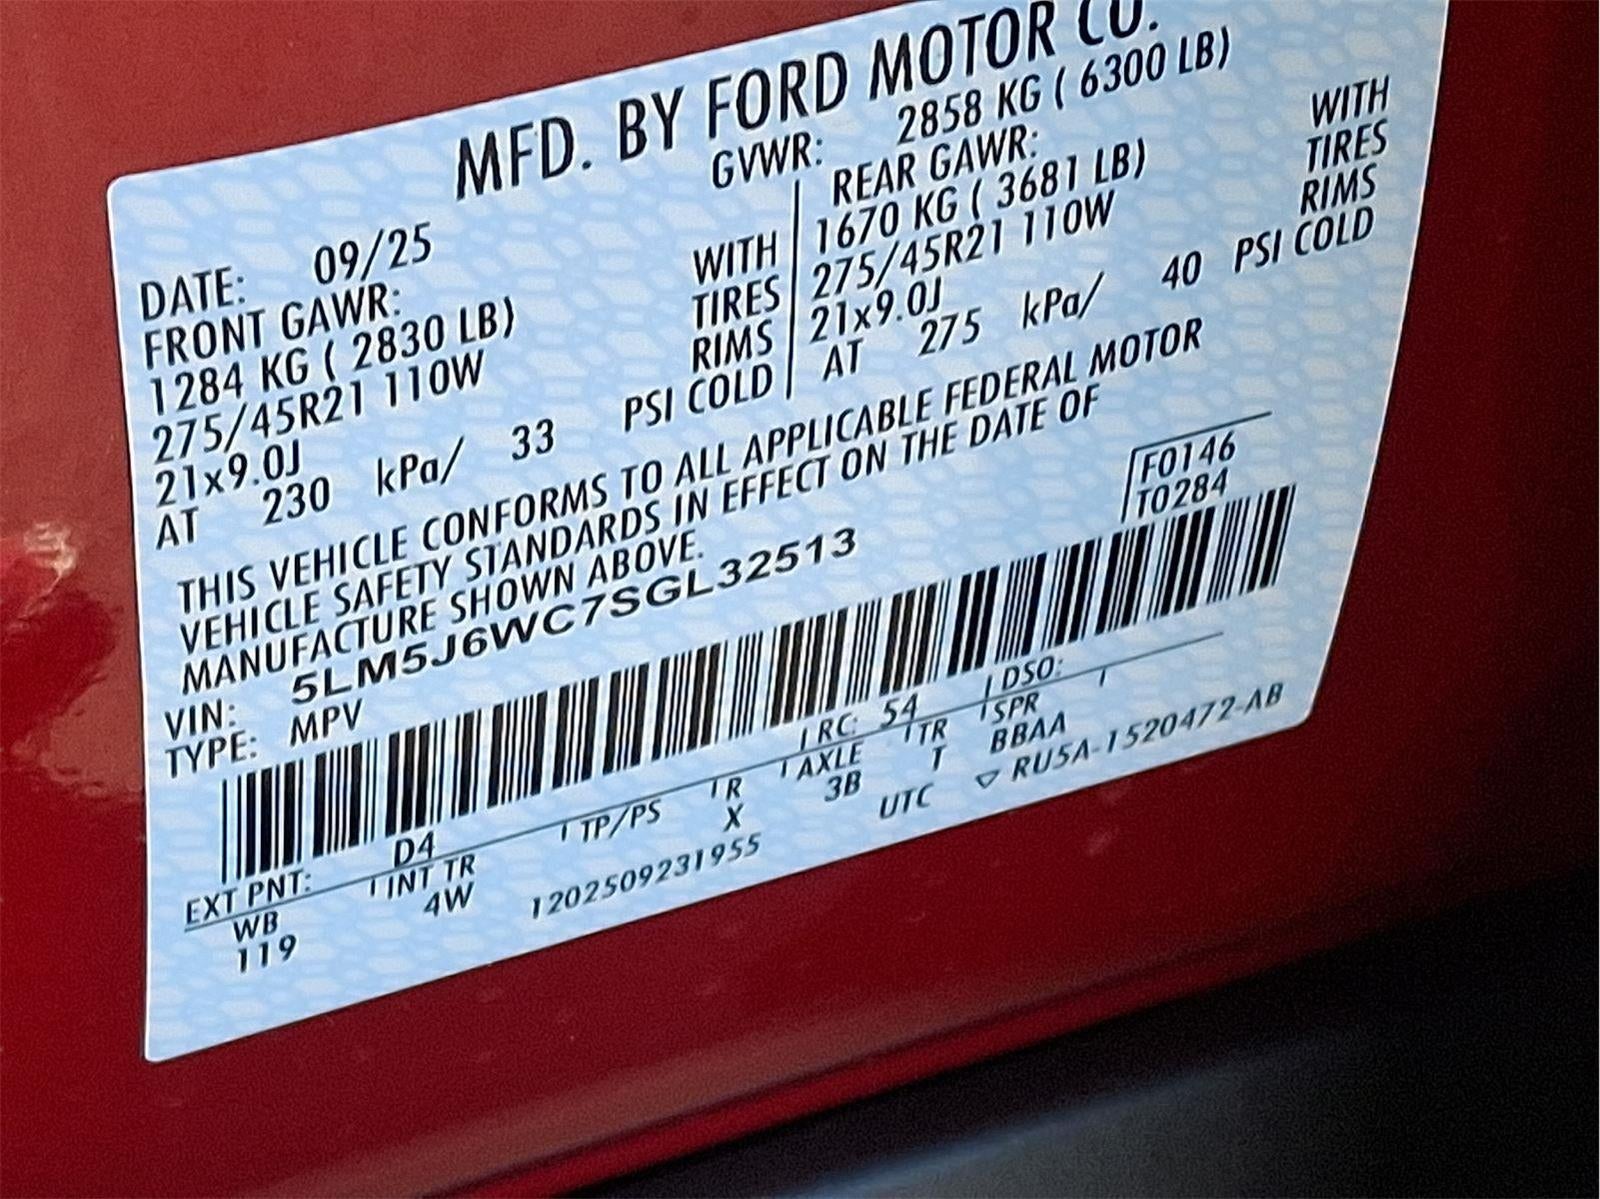 MFD. BY FORD MOTOR CO.
DATE: 09/25 GVWR: 2858 KG ( 6300 LB)
FRONT GAWR: REAR GAWR:
1284 KG ( 2830 LB) WITH 1670 KG ( 3681 LB) WITH
275/45R21 110W TIRES 275/45R21 110W TIRES
21x9.0J RIMS 21x9.0J RIMS
AT 230 kPa/ 33 PSI COLD AT 275 kPa/ 40 PSI COLD
THIS VEHICLE CONFORMS TO ALL APPLICABLE FEDERAL MOTOR
VEHICLE SAFETY STANDARDS IN EFFECT ON THE DATE OF
MANUFACTURE SHOWN ABOVE.
F0146
T0284
VIN: 5LM5J6WC7SGL32513
TYPE: MPV
EXT PNT: D4 RC: 54 DSO:
WB INT TR TP/PS R AXLE TR SPR
119 4W X 3B T BBAA
1202509231955 UTC ▽ RU5A-1520472-AB